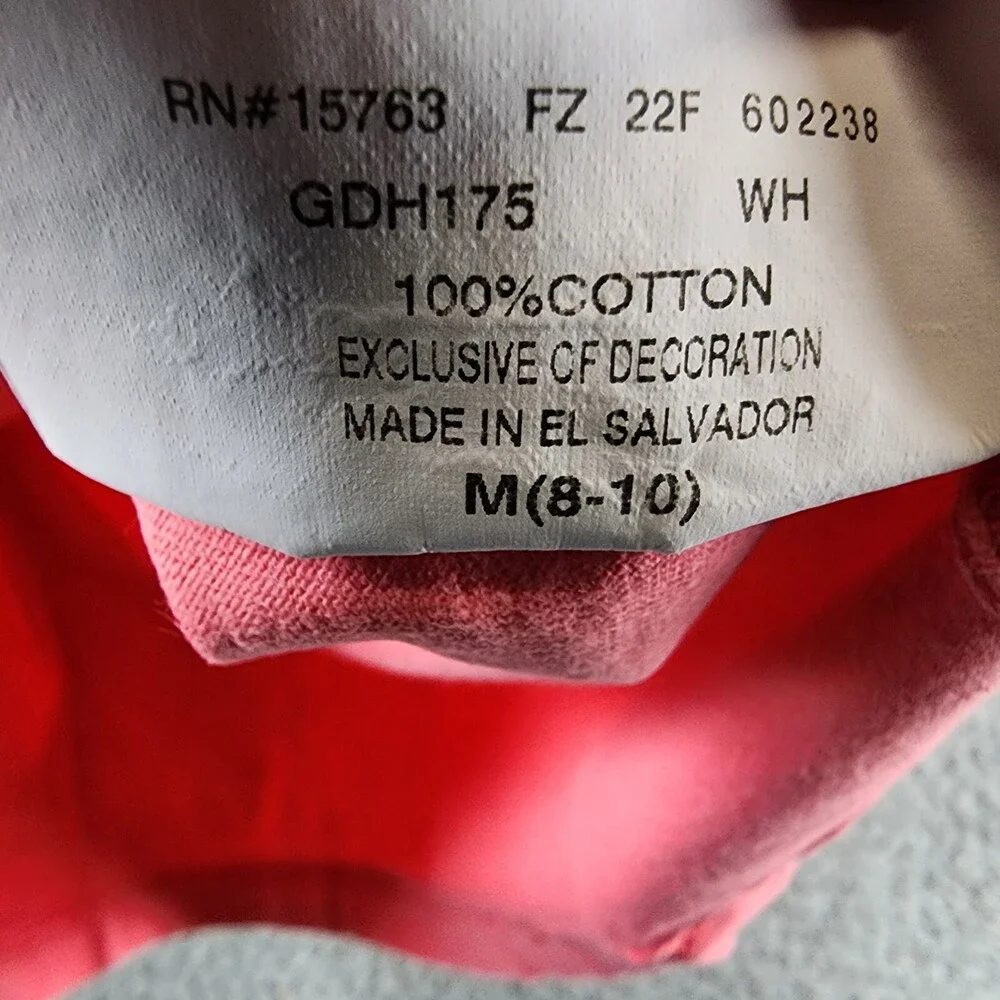 RN#15763 FZ 22F 602238
GDH175 WH
100%COTTON
EXCLUSIVE OF DECORATION
MADE IN EL SALVADOR
M(8-10)